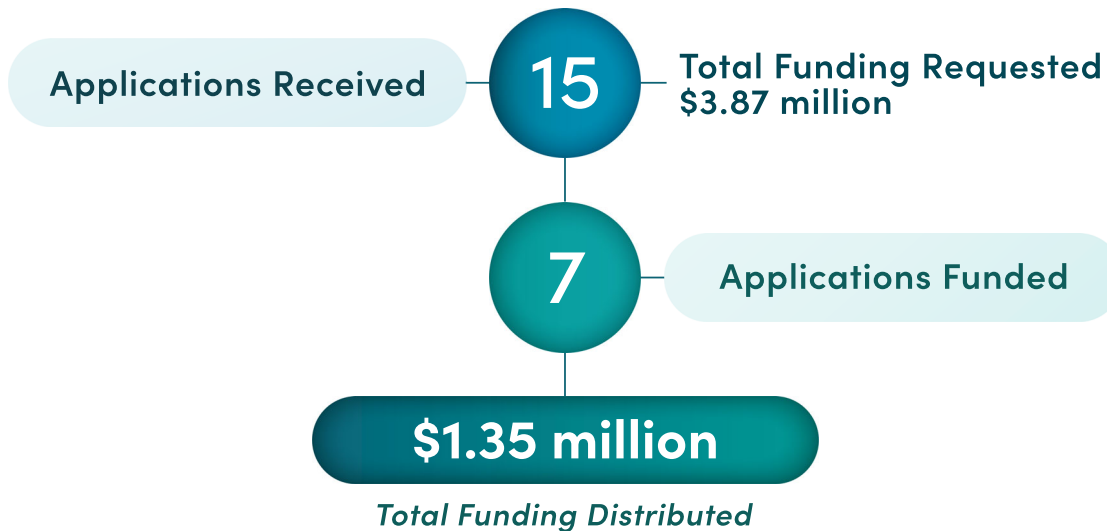 Applications Received
15
Total Funding Requested
$3.87 million
7
Applications Funded
$1.35 million
Total Funding Distributed